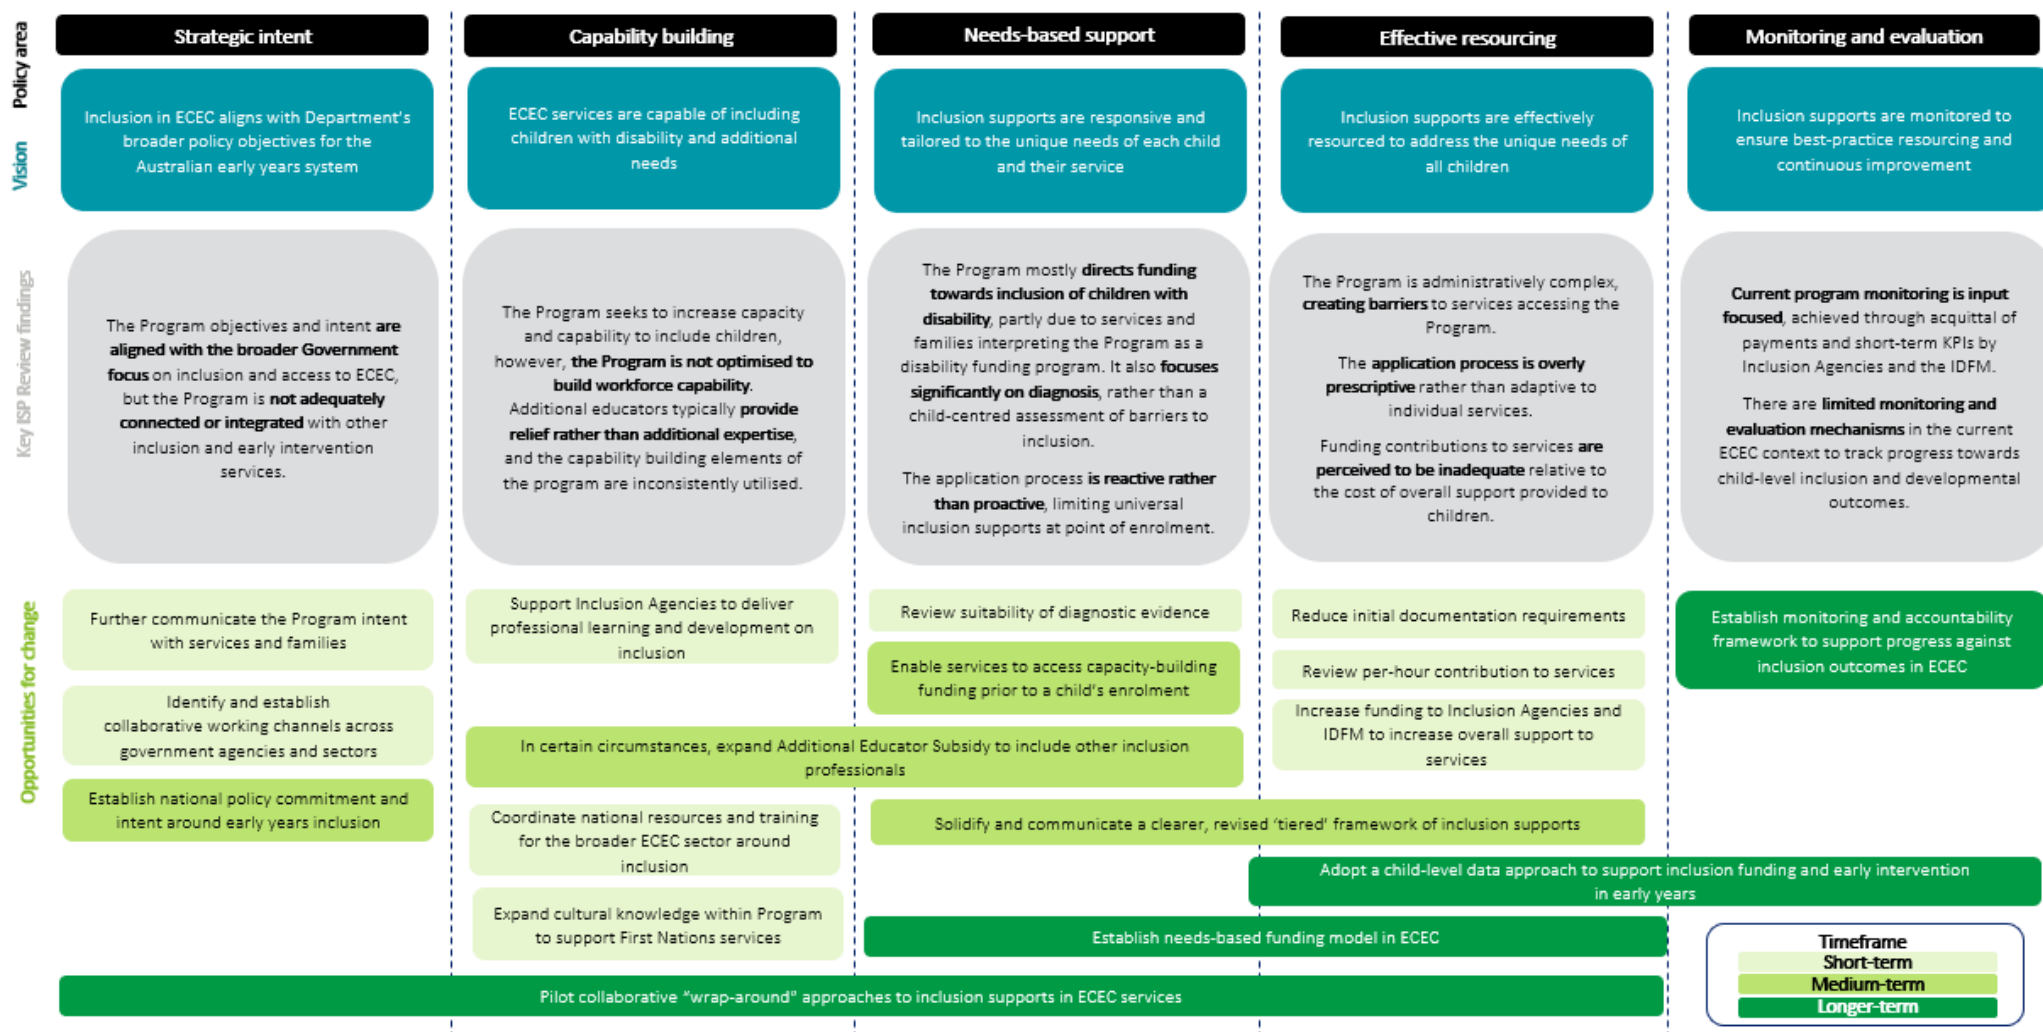 Policy area
Strategic intent
Capability building
Needs-based support
Effective resourcing
Monitoring and evaluation
Vision
Inclusion in ECEC aligns with Department's
broader policy objectives for the
Australian early years system
ECEC services are capable of including
children with disability and additional
needs
Inclusion supports are responsive and
tailored to the unique needs of each child
and their service
Inclusion supports are effectively
resourced to address the unique needs of
all children
Inclusion supports are monitored to
ensure best-practice resourcing and
continuous improvement
Key ISP Review findings
The Program objectives and intent are
aligned with the broader Government
focus on inclusion and access to ECEC,
but the Program is not adequately
connected or integrated with other
inclusion and early intervention
services.
The Program seeks to increase capacity
and capability to include children,
however, the Program is not optimised to
build workforce capability.
Additional educators typically provide
relief rather than additional expertise,
and the capability building elements of
the program are inconsistently utilised.
The Program mostly directs funding
towards inclusion of children with
disability, partly due to services and
families interpreting the Program as a
disability funding program. It also focuses
significantly on diagnosis, rather than a
child-centred assessment of barriers to
inclusion.
The application process is reactive rather
than proactive, limiting universal
inclusion supports at point of enrolment.
The Program is administratively complex,
creating barriers to services accessing the
Program.
The application process is overly
prescriptive rather than adaptive to
individual services.
Funding contributions to services are
perceived to be inadequate relative to
the cost of overall support provided to
children.
Current program monitoring is input
focused, achieved through acquittal of
payments and short-term KPIs by
Inclusion Agencies and the IDFM.
There are limited monitoring and
evaluation mechanisms in the current
ECEC context to track progress towards
child-level inclusion and developmental
outcomes.
Opportunities for change
Further communicate the Program intent
with services and families
Identify and establish
collaborative working channels across
government agencies and sectors
Establish national policy commitment and
intent around early years inclusion
Support Inclusion Agencies to deliver
professional learning and development on
inclusion
Review suitability of diagnostic evidence
Enable services to access capacity-building
funding prior to a child's enrolment
Reduce initial documentation requirements
Review per-hour contribution to services
Increase funding to Inclusion Agencies and
IDFM to increase overall support to
services
Establish monitoring and accountability
framework to support progress against
inclusion outcomes in ECEC
In certain circumstances, expand Additional Educator Subsidy to include other inclusion
professionals
Coordinate national resources and training
for the broader ECEC sector around
inclusion
Solidify and communicate a clearer, revised 'tiered' framework of inclusion supports
Adopt a child-level data approach to support inclusion funding and early intervention
in early years
Expand cultural knowledge within Program
to support First Nations services
Establish needs-based funding model in ECEC
Pilot collaborative "wrap-around" approaches to inclusion supports in ECEC services
Timeframe
Short-term
Medium-term
Longer-term